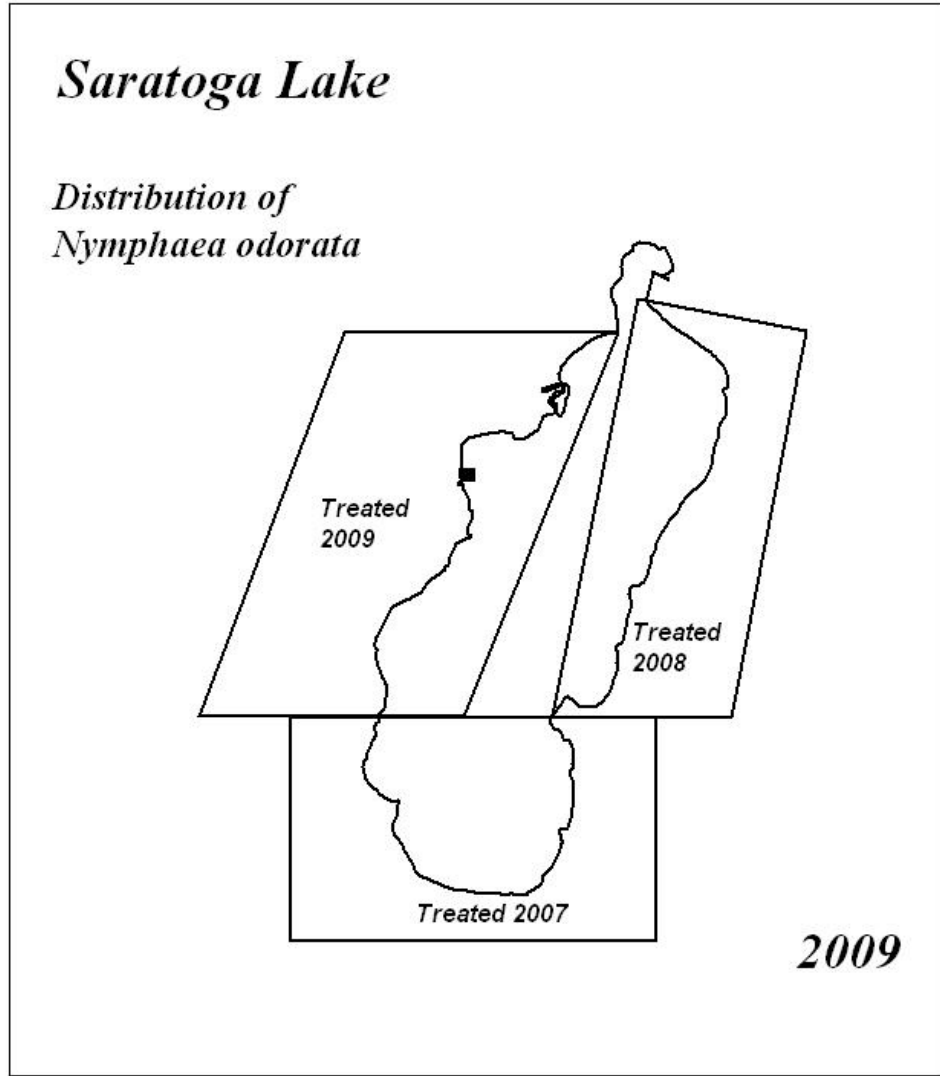 Saratoga Lake
Distribution of
Nymphaea odorata
Treated
2009
Treated
2008
Treated 2007
2009